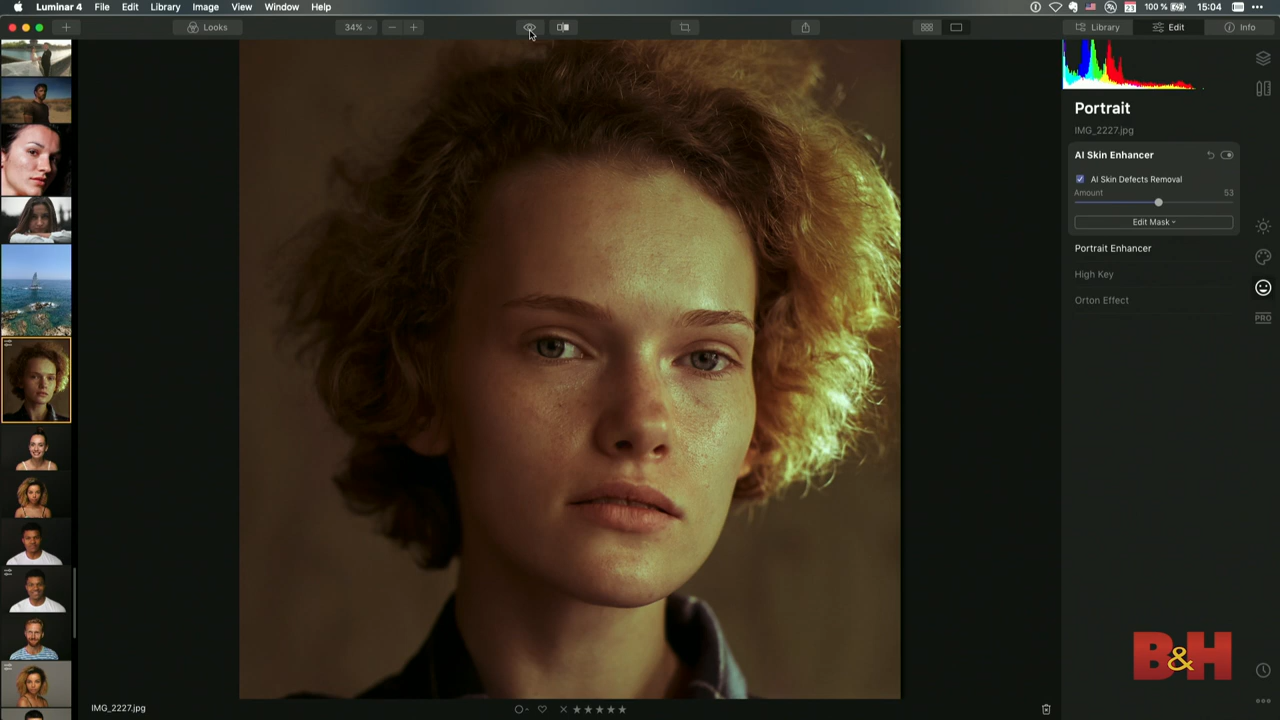 Luminar 4 File Edit Library Image View Window Help 23 100 % 15:04
Looks 34% Library Edit Info
Portrait
IMG_2227.jpg
AI Skin Enhancer
AI Skin Defects Removal
Amount 53
Edit Mask
Portrait Enhancer
High Key
Orton Effect
PRO
B&H
IMG_2227.jpg